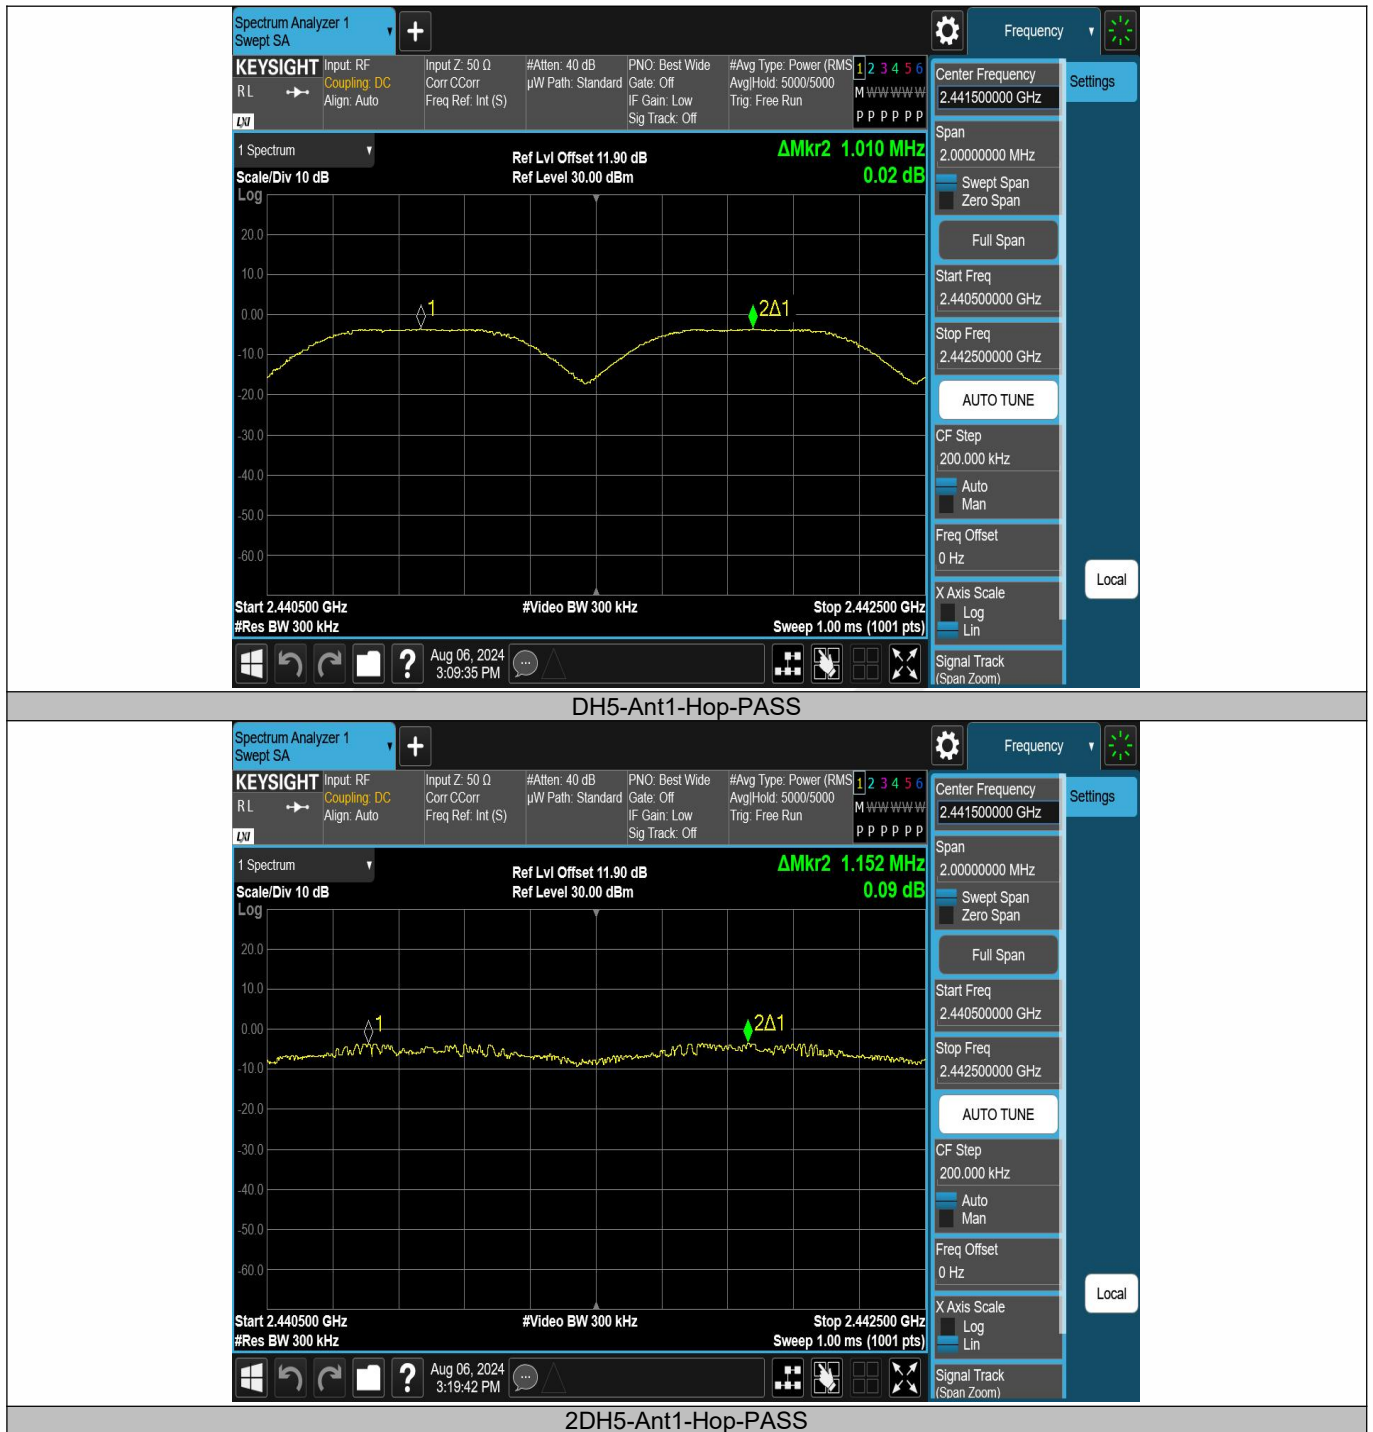 Spectrum Analyzer 1
Swept SA
Frequency
KEYSIGHT
RL
LXI
Input: RF
Coupling: DC
Align: Auto
Input Z: 50 Ω
Corr CCorr
Freq Ref: Int (S)
#Atten: 40 dB
µW Path: Standard
PNO: Best Wide
Gate: Off
IF Gain: Low
Sig Track: Off
#Avg Type: Power (RMS
Avg|Hold: 5000/5000
Trig: Free Run
1 2 3 4 5 6
M W W W W W
P P P P P P
Center Frequency
2.441500000 GHz
Settings
Span
2.00000000 MHz
Swept Span
Zero Span
Full Span
Start Freq
2.440500000 GHz
Stop Freq
2.442500000 GHz
AUTO TUNE
CF Step
200.000 kHz
Auto
Man
Freq Offset
0 Hz
X Axis Scale
Log
Lin
Signal Track
(Span Zoom)
Local
1 Spectrum
Scale/Div 10 dB
Log
Ref Lvl Offset 11.90 dB
Ref Level 30.00 dBm
ΔMkr2 1.010 MHz
0.02 dB
20.0
10.0
0.00
-10.0
-20.0
-30.0
-40.0
-50.0
-60.0
1
2Δ1
Start 2.440500 GHz
#Res BW 300 kHz
#Video BW 300 kHz
Stop 2.442500 GHz
Sweep 1.00 ms (1001 pts)
?
Aug 06, 2024
3:09:35 PM
DH5-Ant1-Hop-PASS
Spectrum Analyzer 1
Swept SA
Frequency
KEYSIGHT
RL
LXI
Input: RF
Coupling: DC
Align: Auto
Input Z: 50 Ω
Corr CCorr
Freq Ref: Int (S)
#Atten: 40 dB
µW Path: Standard
PNO: Best Wide
Gate: Off
IF Gain: Low
Sig Track: Off
#Avg Type: Power (RMS
Avg|Hold: 5000/5000
Trig: Free Run
1 2 3 4 5 6
M W W W W W
P P P P P P
Center Frequency
2.441500000 GHz
Settings
Span
2.00000000 MHz
Swept Span
Zero Span
Full Span
Start Freq
2.440500000 GHz
Stop Freq
2.442500000 GHz
AUTO TUNE
CF Step
200.000 kHz
Auto
Man
Freq Offset
0 Hz
X Axis Scale
Log
Lin
Signal Track
(Span Zoom)
Local
1 Spectrum
Scale/Div 10 dB
Log
Ref Lvl Offset 11.90 dB
Ref Level 30.00 dBm
ΔMkr2 1.152 MHz
0.09 dB
20.0
10.0
0.00
-10.0
-20.0
-30.0
-40.0
-50.0
-60.0
1
2Δ1
Start 2.440500 GHz
#Res BW 300 kHz
#Video BW 300 kHz
Stop 2.442500 GHz
Sweep 1.00 ms (1001 pts)
?
Aug 06, 2024
3:19:42 PM
2DH5-Ant1-Hop-PASS